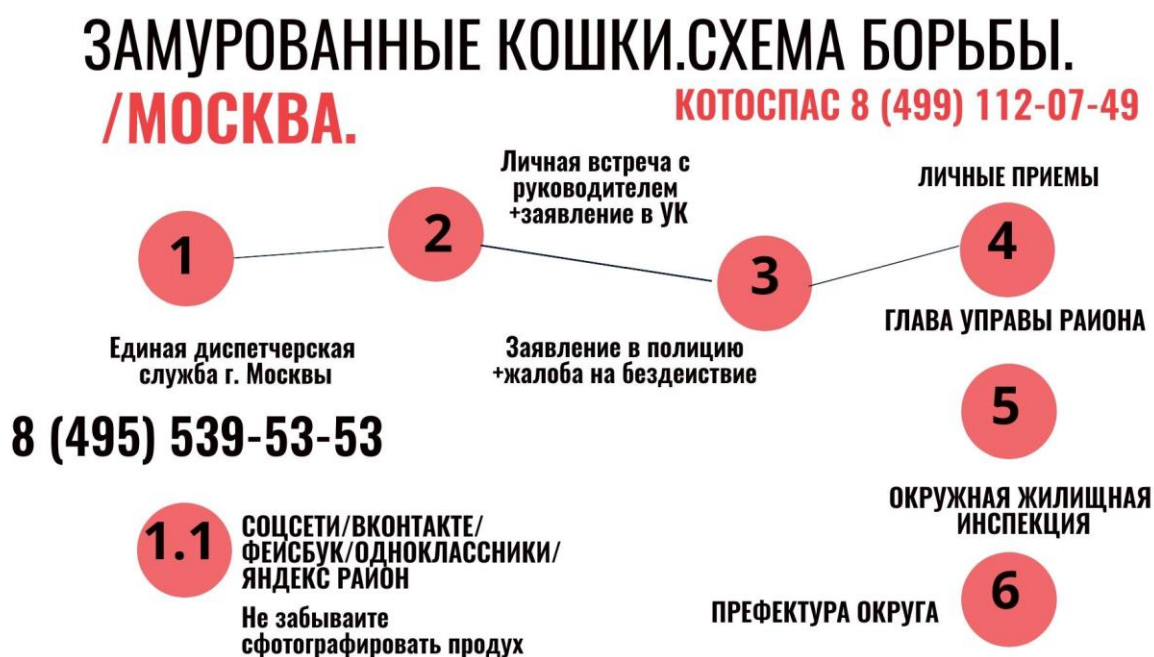 ЗАМУРОВАННЫЕ КОШКИ.СХЕМА БОРЬБЫ.
/МОСКВА.
КОТОСПАС 8 (499) 112-07-49
1
Единая диспетчерская
служба г. Москвы
8 (495) 539-53-53
1.1
СОЦСЕТИ/ВКОНТАКТЕ/
ФЕИСБУК/ОДНОКЛАССНИКИ/
ЯНДЕКС РАЙОН
Не забываите
сфотографировать продух
2
Личная встреча с
руководителем
+заявление в УК
3
Заявление в полицию
+жалоба на бездеиствие
ЛИЧНЫЕ ПРИЕМЫ
4
ГЛАВА УПРАВЫ РАИОНА
5
ОКРУЖНАЯ ЖИЛИЩНАЯ
ИНСПЕКЦИЯ
6
ПРЕФЕКТУРА ОКРУГА